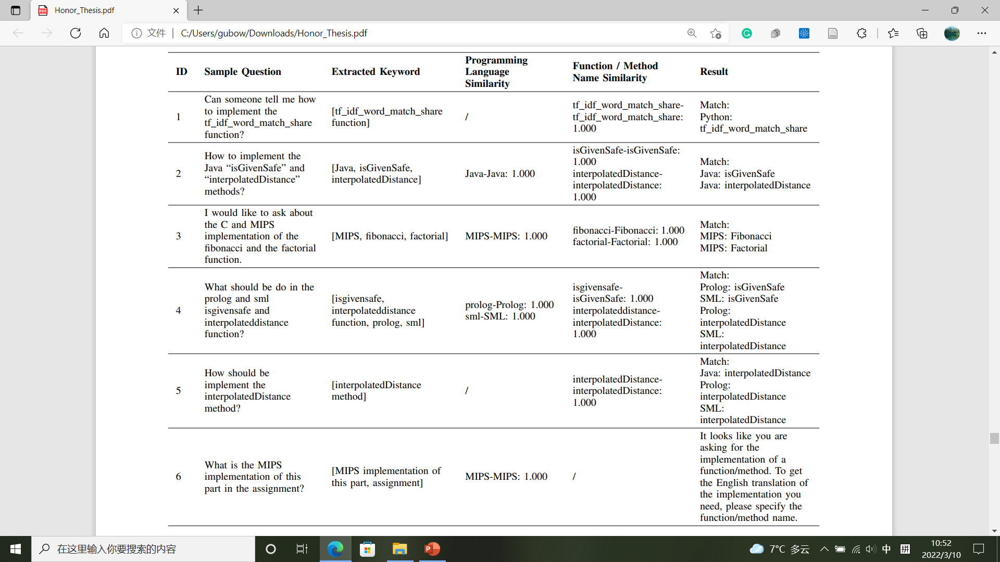 Honor_Thesis.pdf
文件
C:/Users/gubow/Downloads/Honor_Thesis.pdf
ID
Sample Question
Extracted Keyword
Programming
Language
Similarity
Function / Method
Name Similarity
Result
1
Can someone tell me how
to implement the
tf_idf_word_match_share
function?
[tf_idf_word_match_share
function]
/
tf_idf_word_match_share-
tf_idf_word_match_share:
1.000
Match:
Python:
tf_idf_word_match_share
2
How to implement the
Java “isGivenSafe” and
“interpolatedDistance”
methods?
[Java, isGivenSafe,
interpolatedDistance]
Java-Java: 1.000
isGivenSafe-isGivenSafe:
1.000
interpolatedDistance-
interpolatedDistance:
1.000
Match:
Java: isGivenSafe
Java: interpolatedDistance
3
I would like to ask about
the C and MIPS
implementation of the
fibonacci and the factorial
function.
[MIPS, fibonacci, factorial]
MIPS-MIPS: 1.000
fibonacci-Fibonacci: 1.000
factorial-Factorial: 1.000
Match:
MIPS: Fibonacci
MIPS: Factorial
4
What should be do in the
prolog and sml
isgivensafe and
interpolateddistance
function?
[isgivensafe,
interpolateddistance
function, prolog, sml]
prolog-Prolog: 1.000
sml-SML: 1.000
isgivensafe-
isGivenSafe: 1.000
interpolateddistance-
interpolatedDistance:
1.000
Match:
Prolog: isGivenSafe
SML: isGivenSafe
Prolog:
interpolatedDistance
SML:
interpolatedDistance
5
How should be
implement the
interpolatedDistance
method?
[interpolatedDistance
method]
/
interpolatedDistance-
interpolatedDistance:
1.000
Match:
Java: interpolatedDistance
Prolog:
interpolatedDistance
SML:
interpolatedDistance
6
What is the MIPS
implementation of this
part in the assignment?
[MIPS implementation of
this part, assignment]
MIPS-MIPS: 1.000
/
It looks like you are
asking for the
implementation of a
function/method. To get
the English translation of
the implementation you
need, please specify the
function/method name.
在这里输入你要搜索的内容
7°C 多云
中
拼
10:52
2022/3/10